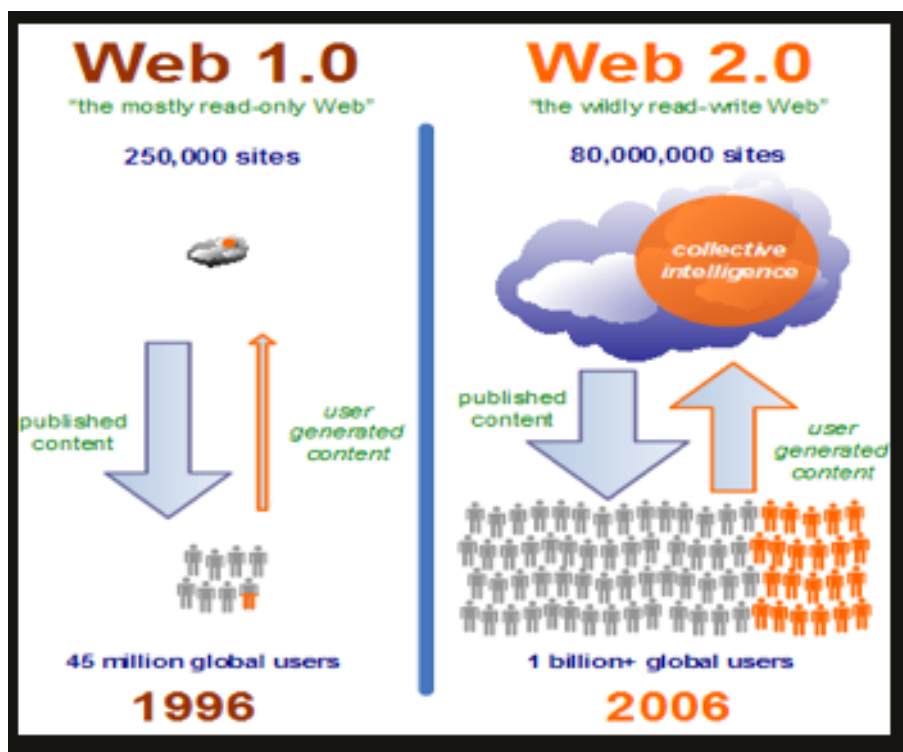 Web 1.0
"the mostly read-only Web"
250,000 sites
published
content
user
generated
content
45 million global users
1996
Web 2.0
"the wildly read-write Web"
80,000,000 sites
collective
intelligence
published
content
user
generated
content
1 billion+ global users
2006